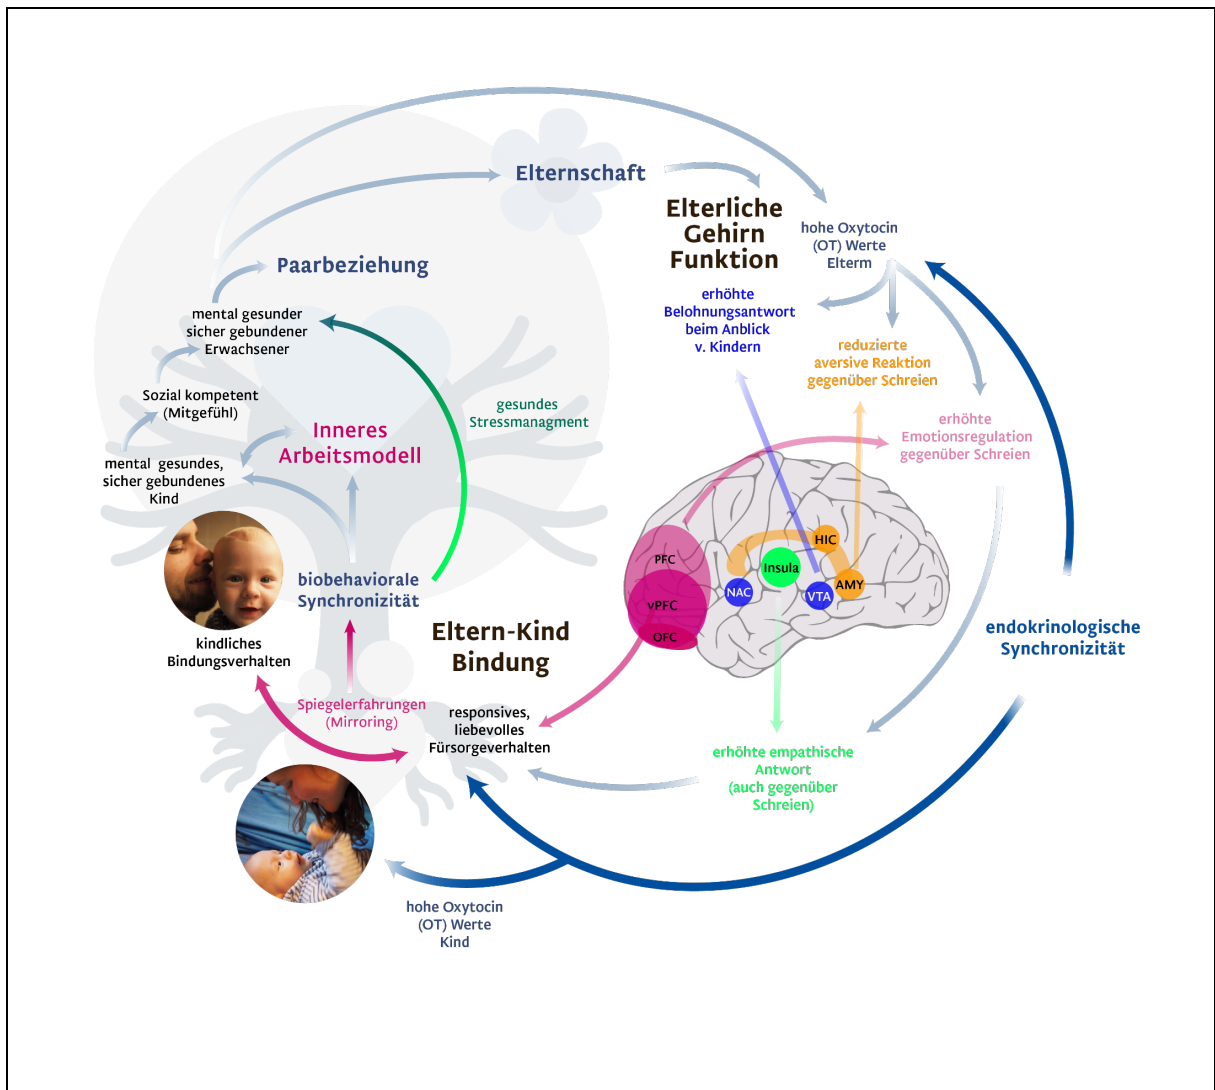 Elternschaft
Elterliche
Gehirn
Funktion
hohe Oxytocin
(OT) Werte
Elterm
Paarbeziehung
erhöhte
Belohnungsantwort
beim Anblick
v. Kindern
mental gesunder
sicher gebundener
Erwachsener
reduzierte
aversive Reaktion
gegenüber Schreien
Sozial kompetent
(Mitgefühl)
gesundes
Stressmanagment
erhöhte
Emotionsregulation
gegenüber Schreien
Inneres
Arbeitsmodell
mental gesundes,
sicher gebundenes
Kind
PFC
vPFC
OFC
NAC
Insula
HIC
VTA
AMY
biobehaviorale
Synchronizität
Eltern-Kind
Bindung
endokrinologische
Synchronizität
kindliches
Bindungsverhalten
Spiegelerfahrungen
(Mirroring)
responsives,
liebevolles
Fürsorgeverhalten
erhöhte empathische
Antwort
(auch gegenüber
Schreien)
hohe Oxytocin
(OT) Werte
Kind